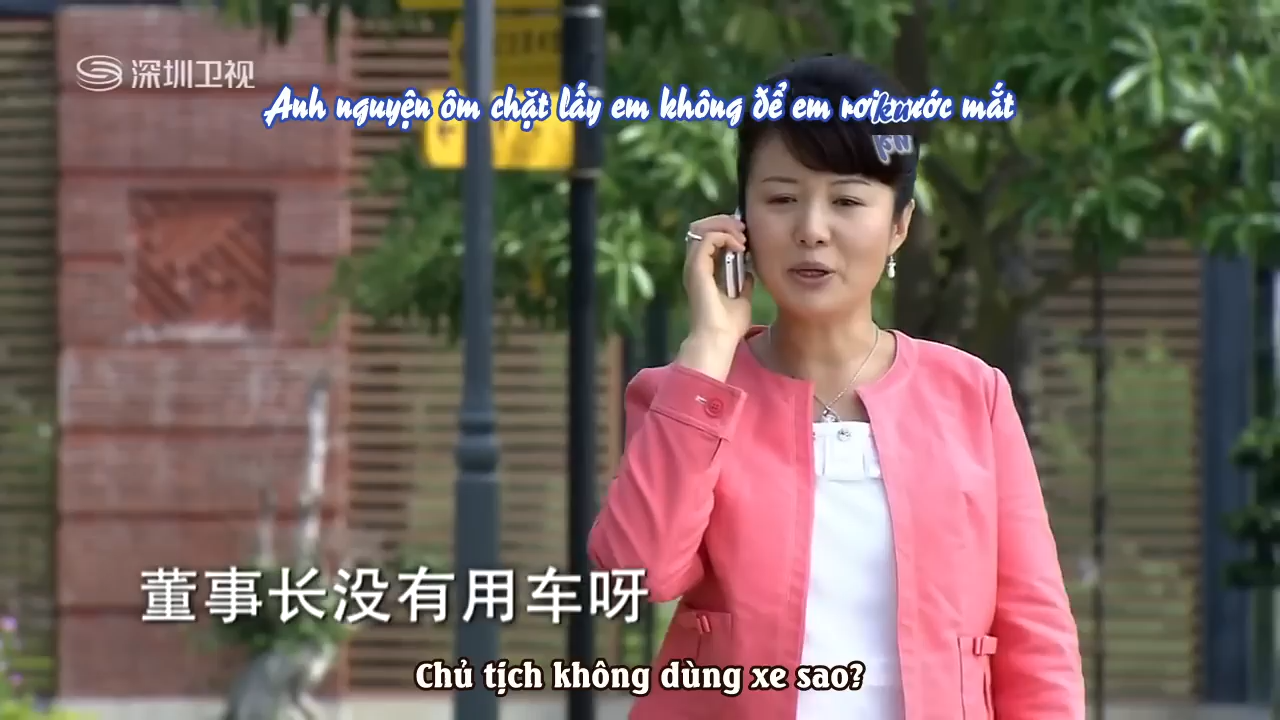 深圳卫视
Anh nguyện ôm chặt lấy em không để em rơi nước mắt
董事长没有用车呀
Chủ tịch không dùng xe sao?